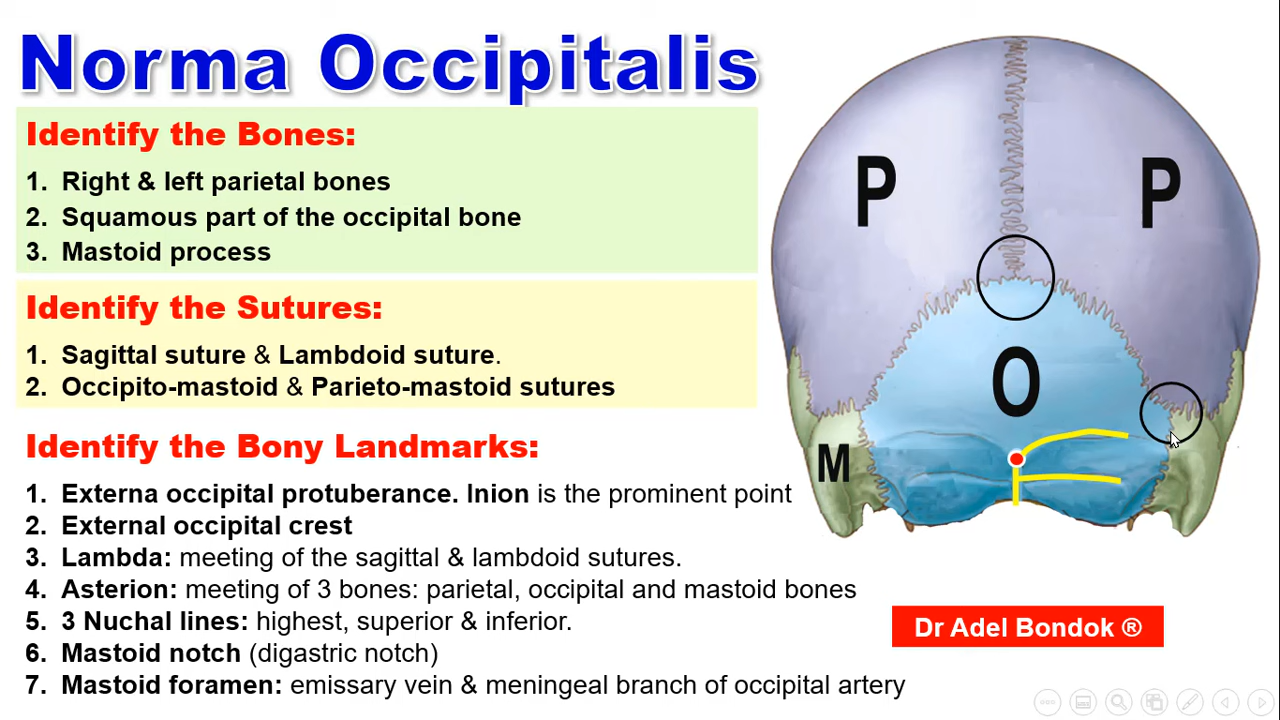 Norma Occipitalis
Identify the Bones:
1. Right & left parietal bones
2. Squamous part of the occipital bone
3. Mastoid process
Identify the Sutures:
1. Sagittal suture & Lambdoid suture.
2. Occipito-mastoid & Parieto-mastoid sutures
Identify the Bony Landmarks:
1. Externa occipital protuberance. Inion is the prominent point
2. External occipital crest
3. Lambda: meeting of the sagittal & lambdoid sutures.
4. Asterion: meeting of 3 bones: parietal, occipital and mastoid bones
5. 3 Nuchal lines: highest, superior & inferior.
6. Mastoid notch (digastric notch)
7. Mastoid foramen: emissary vein & meningeal branch of occipital artery
P
P
O
M
Dr Adel Bondok ®